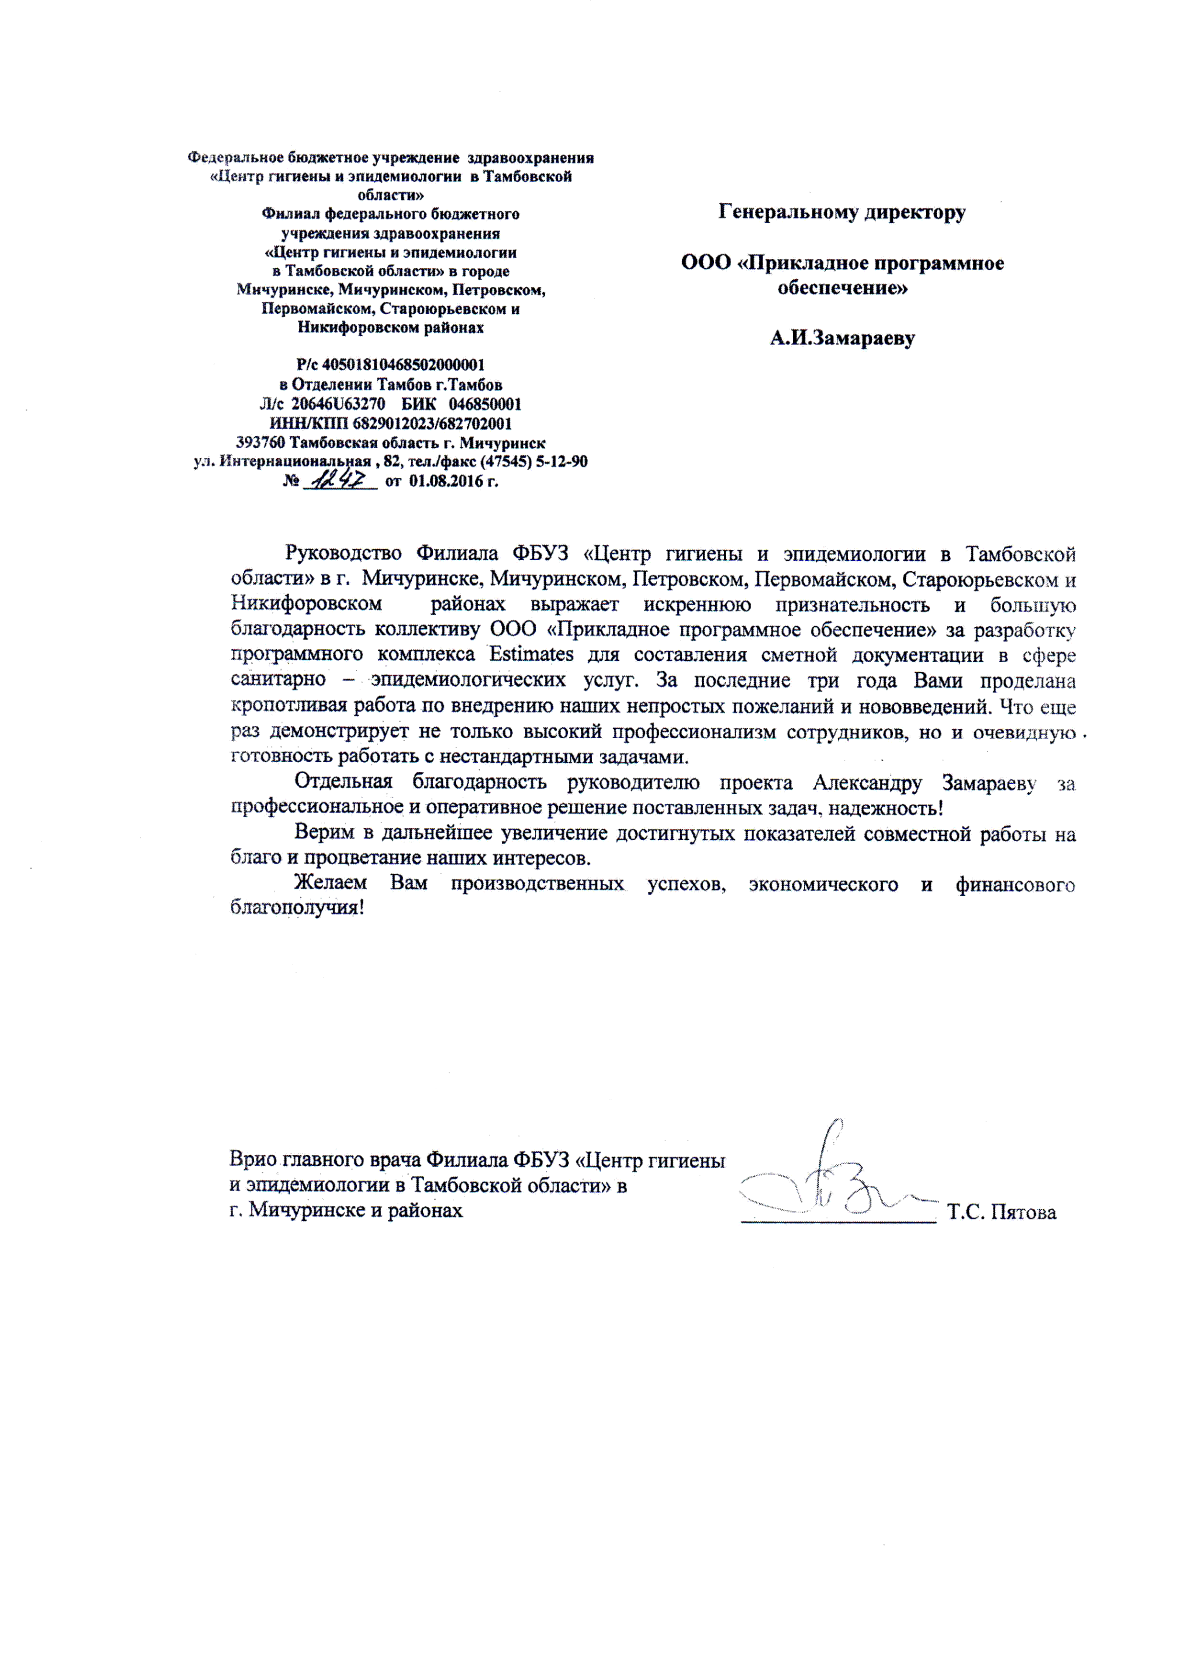 Федеральное бюджетное учреждение здравоохранения
«Центр гигиены и эпидемиологии в Тамбовской
области»
Филиал федерального бюджетного
учреждения здравоохранения
«Центр гигиены и эпидемиологии
в Тамбовской области» в городе
Мичуринске, Мичуринском, Петровском,
Первомайском, Староюрьевском и
Никифоровском районах
Р/с 40501810468502000001
в Отделении Тамбов г.Тамбов
Л/с 20646U63270 БИК 046850001
ИНН/КПП 6829012023/682702001
393760 Тамбовская область г. Мичуринск
ул. Интернациональная , 82, тел./факс (47545) 5-12-90
№ 1247 от 01.08.2016 г.
Генеральному директору
ООО «Прикладное программное
обеспечение»
А.И.Замараеву
Руководство Филиала ФБУЗ «Центр гигиены и эпидемиологии в Тамбовской
области» в г. Мичуринске, Мичуринском, Петровском, Первомайском, Староюрьевском и
Никифоровском районах выражает искреннюю признательность и большую
благодарность коллективу ООО «Прикладное программное обеспечение» за разработку
программного комплекса Estimates для составления сметной документации в сфере
санитарно – эпидемиологических услуг. За последние три года Вами проделана
кропотливая работа по внедрению наших непростых пожеланий и нововведений. Что еще
раз демонстрирует не только высокий профессионализм сотрудников, но и очевидную
готовность работать с нестандартными задачами.
Отдельная благодарность руководителю проекта Александру Замараеву за
профессиональное и оперативное решение поставленных задач, надежность!
Верим в дальнейшее увеличение достигнутых показателей совместной работы на
благо и процветание наших интересов.
Желаем Вам производственных успехов, экономического и финансового
благополучия!
Врио главного врача Филиала ФБУЗ «Центр гигиены
и эпидемиологии в Тамбовской области» в
г. Мичуринске и районах Т.С. Пятова